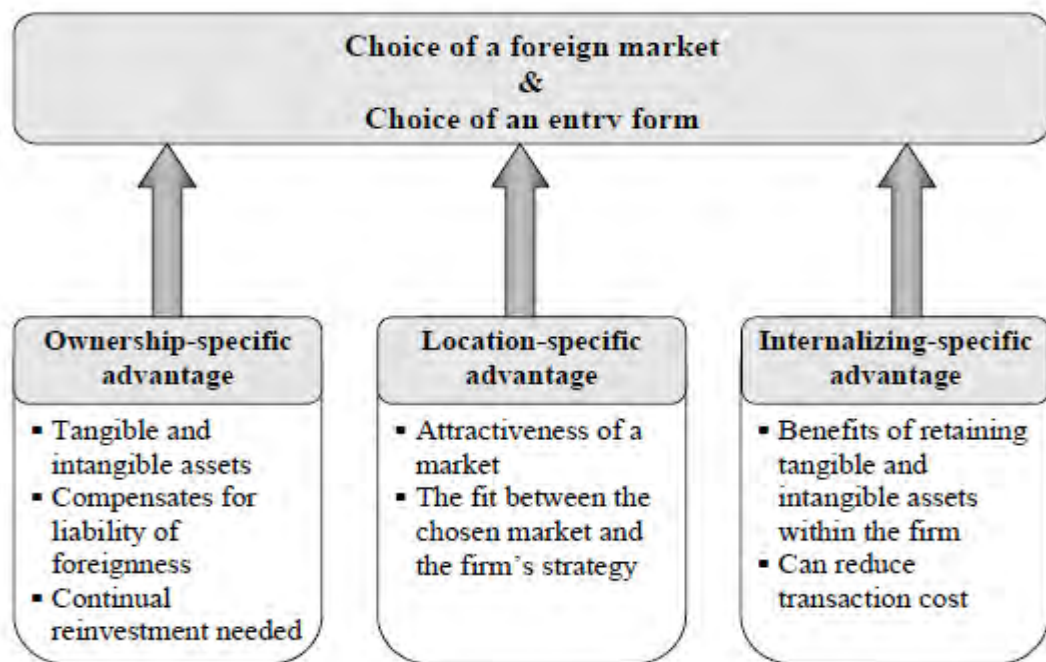 Choice of a foreign market
&
Choice of an entry form
Ownership-specific
advantage
▪ Tangible and
intangible assets
▪ Compensates for
liability of
foreignness
▪ Continual
reinvestment needed
Location-specific
advantage
▪ Attractiveness of a
market
▪ The fit between the
chosen market and
the firm's strategy
Internalizing-specific
advantage
▪ Benefits of retaining
tangible and
intangible assets
within the firm
▪ Can reduce
transaction cost